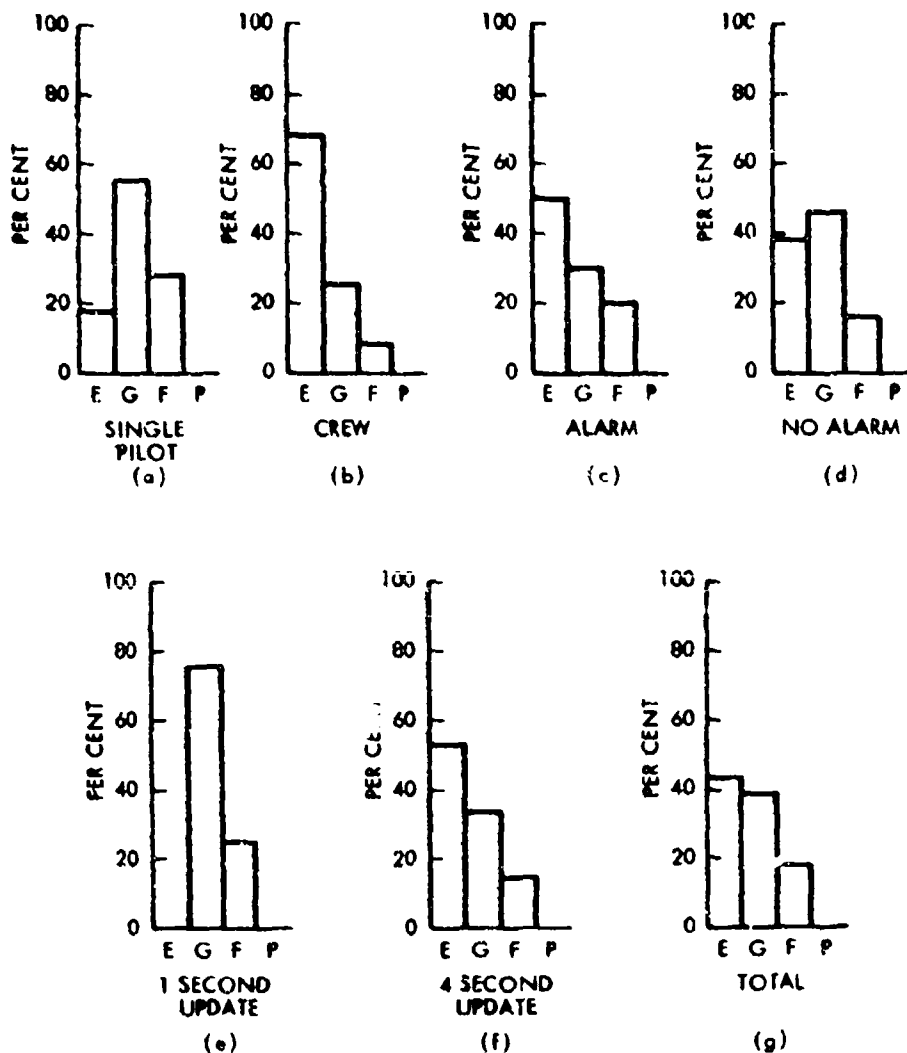 100 100 100 100
80 80 80 80
60 60 60 60
40 40 40 40
20 20 20 20
0 0 0 0
PER CENT PER CENT PER CENT PER CENT
E G F P E G F P E G F P E G F P
SINGLE PILOT CREW ALARM NO ALARM
(a) (b) (c) (d)
100 100 100
80 80 80
60 60 60
40 40 40
20 20 20
0 0 0
PER CENT PER CE PER CENT
E G F P E G F P E G F P
1 SECOND UPDATE 4 SECOND UPDATE TOTAL
(e) (f) (g)